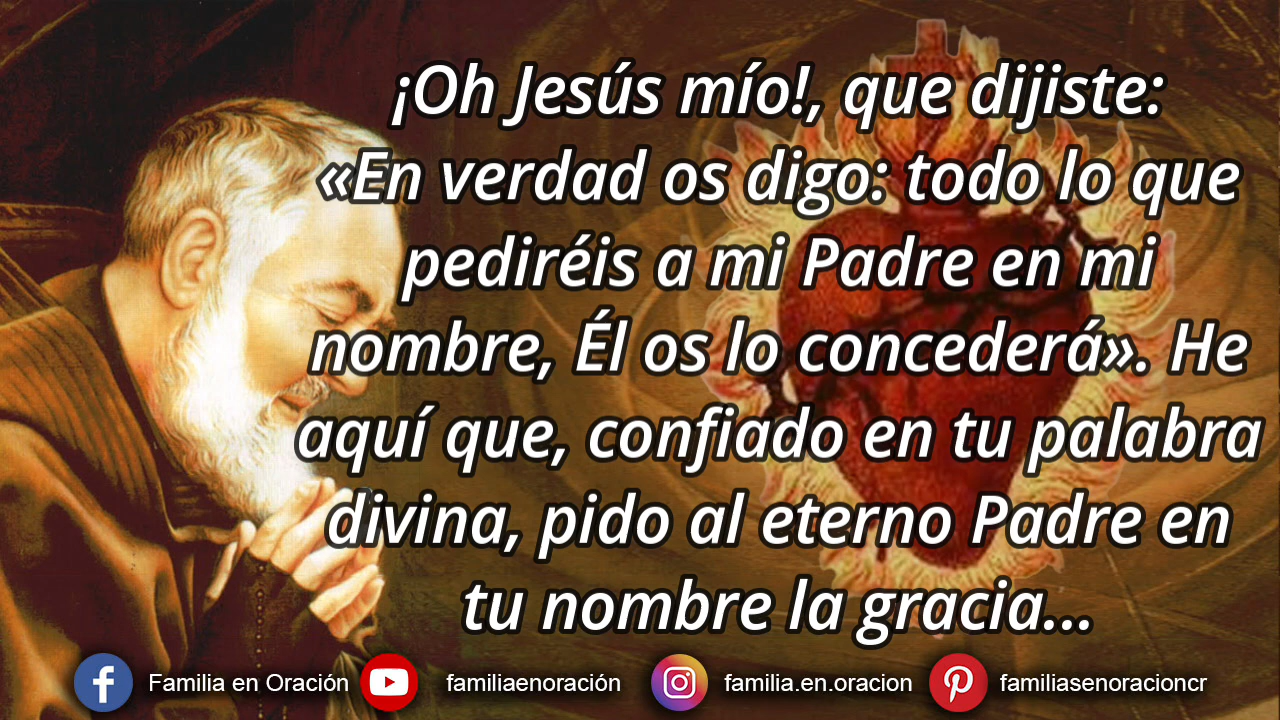 ¡Oh Jesús mío!, que dijiste:
«En verdad os digo: todo lo que
pediréis a mi Padre en mi
nombre, Él os lo concederá». He
aquí que, confiado en tu palabra
divina, pido al eterno Padre en
tu nombre la gracia...
Familia en Oración familiaenoración familia.en.oracion familiasenoracioncr